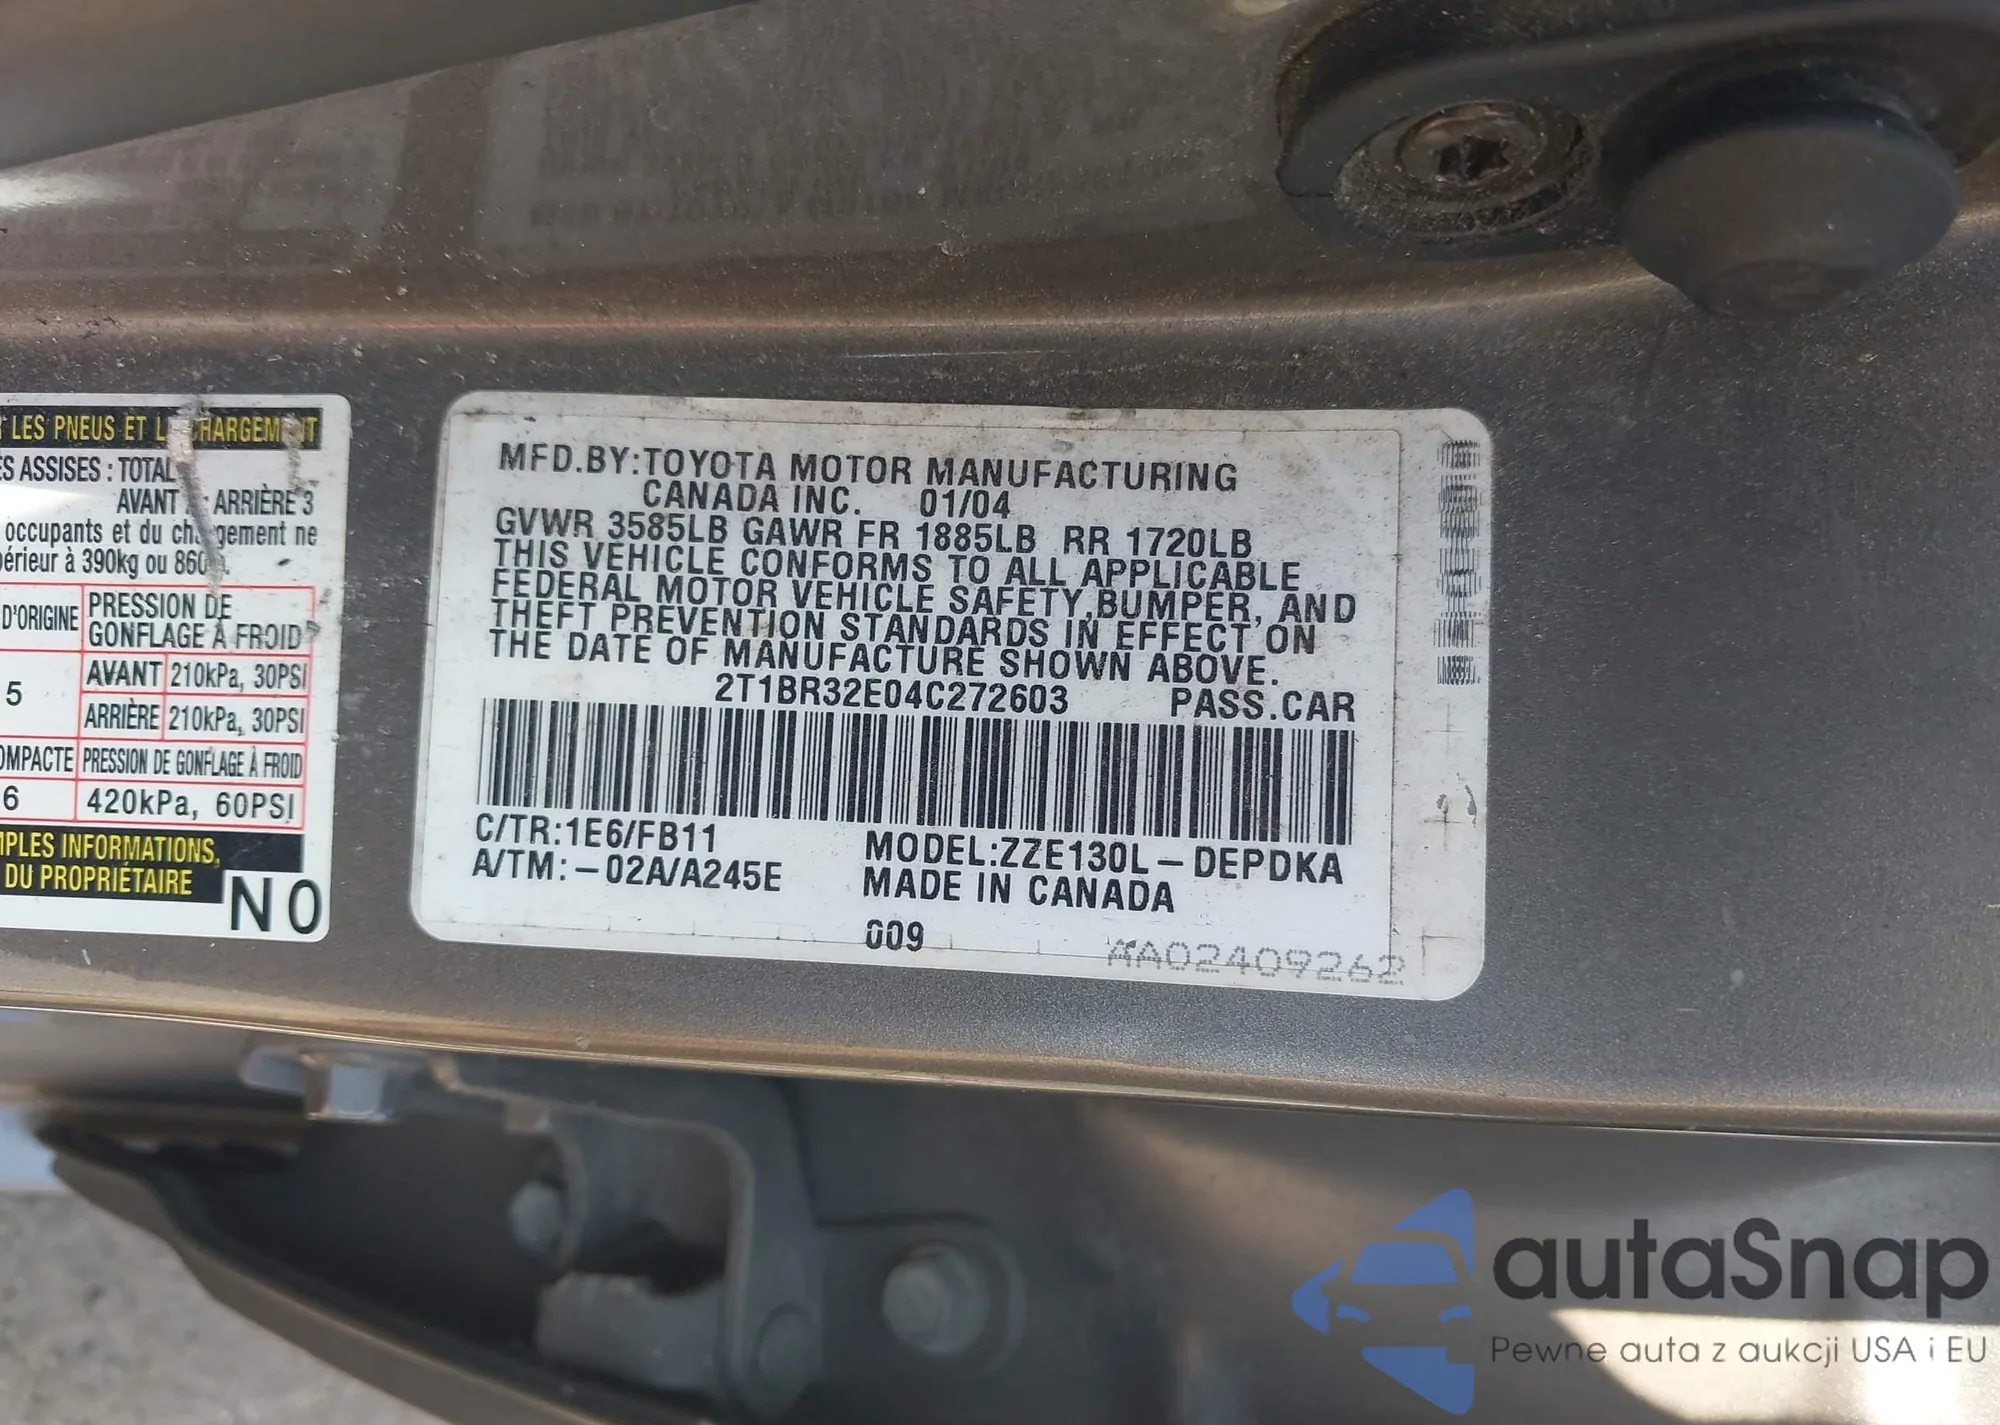 LES PNEUS ET L CHARGEMENT
ES ASSISES : TOTAL
AVANT : ARRIÈRE 3
occupants et du chargement ne
périeur à 390kg ou 860
D'ORIGINE PRESSION DE
GONFLAGE À FROID
5 AVANT 210kPa, 30PSI
ARRIÈRE 210kPa, 30PSI
OMPACTE PRESSION DE GONFLAGE À FROID
6 420kPa, 60PSI
MPLES INFORMATIONS,
DU PROPRIÉTAIRE
N0
MFD.BY:TOYOTA MOTOR MANUFACTURING
CANADA INC. 01/04
GVWR 3585LB GAWR FR 1885LB RR 1720LB
THIS VEHICLE CONFORMS TO ALL APPLICABLE
FEDERAL MOTOR VEHICLE SAFETY,BUMPER, AND
THEFT PREVENTION STANDARDS IN EFFECT ON
THE DATE OF MANUFACTURE SHOWN ABOVE.
2T1BR32E04C272603 PASS.CAR
C/TR:1E6/FB11 MODEL:ZZE130L-DEPDKA
A/TM:-02A/A245E MADE IN CANADA
009
AA02409262
autaSnap
Pewne auta z aukcji USA i EU